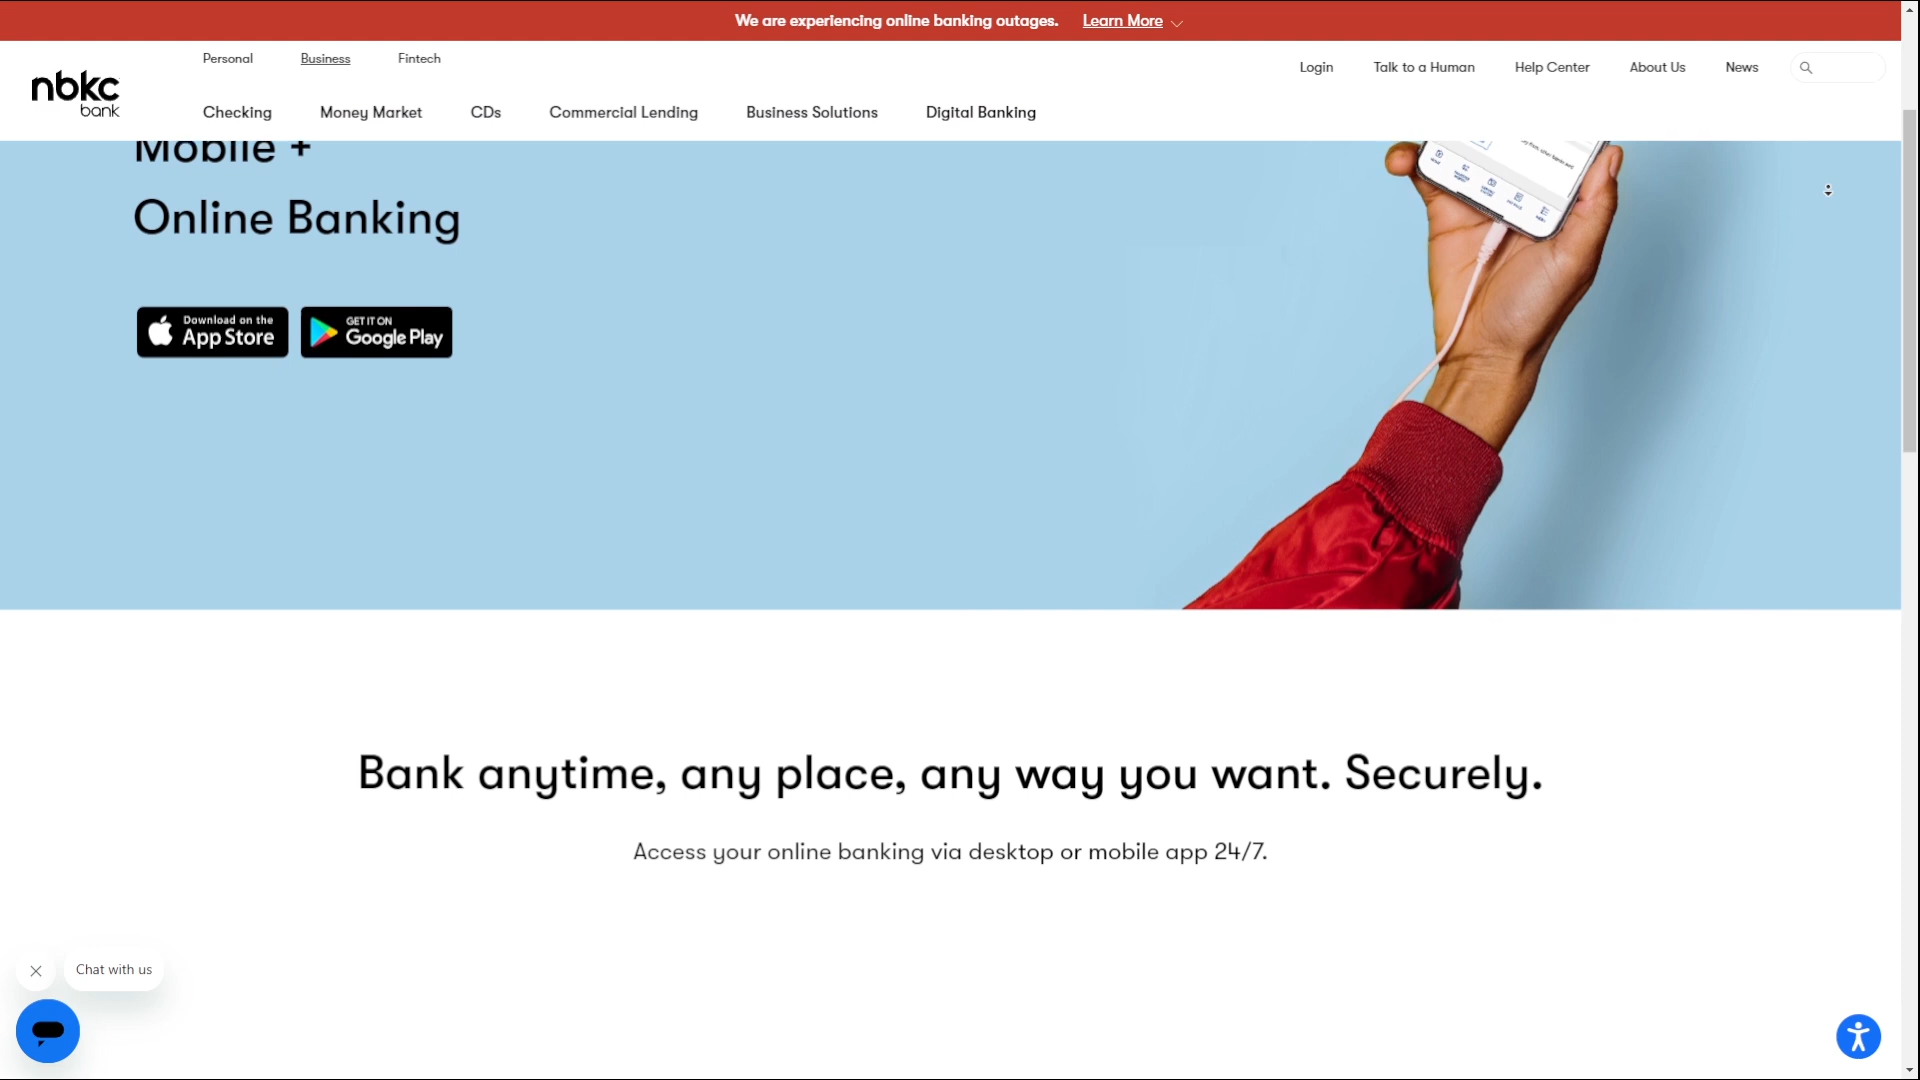 We are experiencing online banking outages. Learn More
Personal Business Fintech
Login Talk to a Human Help Center About Us News
nbkc
bank
Checking Money Market CDs Commercial Lending Business Solutions Digital Banking
Mobile +
Online Banking
Download on the
App Store
GET IT ON
Google Play
Bank anytime, any place, any way you want. Securely.
Access your online banking via desktop or mobile app 24/7.
Chat with us